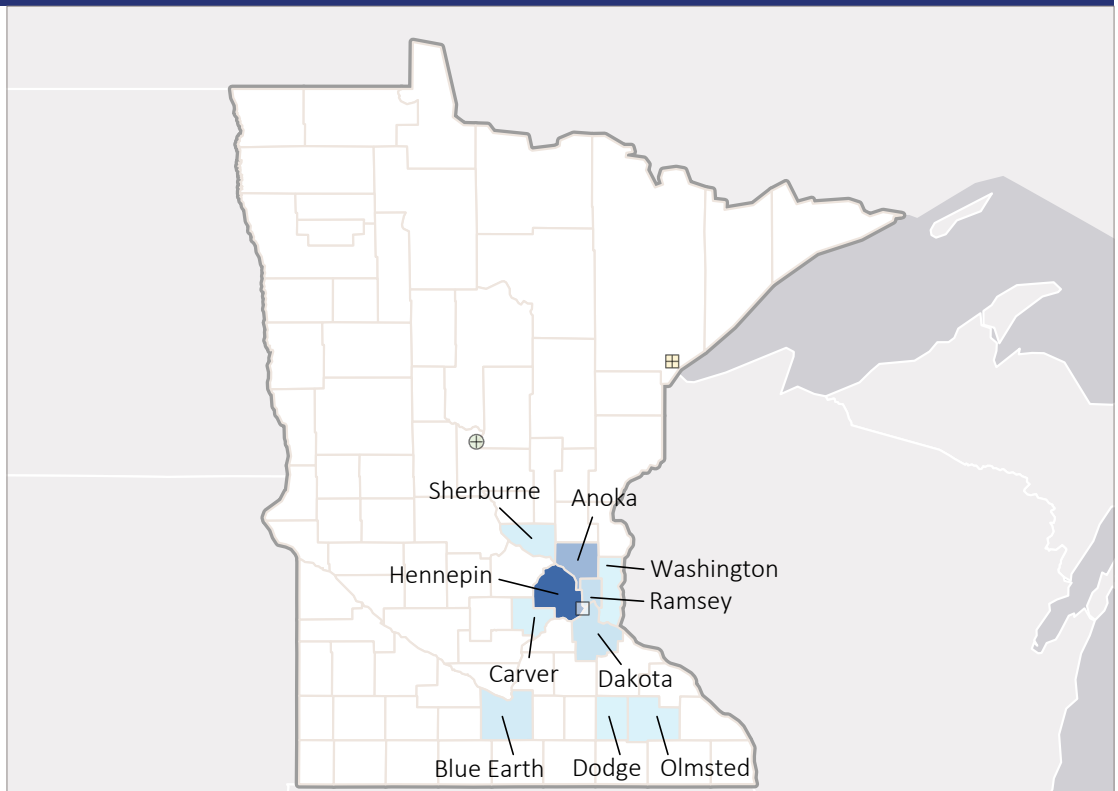 Sherburne
Anoka
Hennepin
Washington
Ramsey
Carver
Dakota
Blue Earth
Dodge
Olmsted